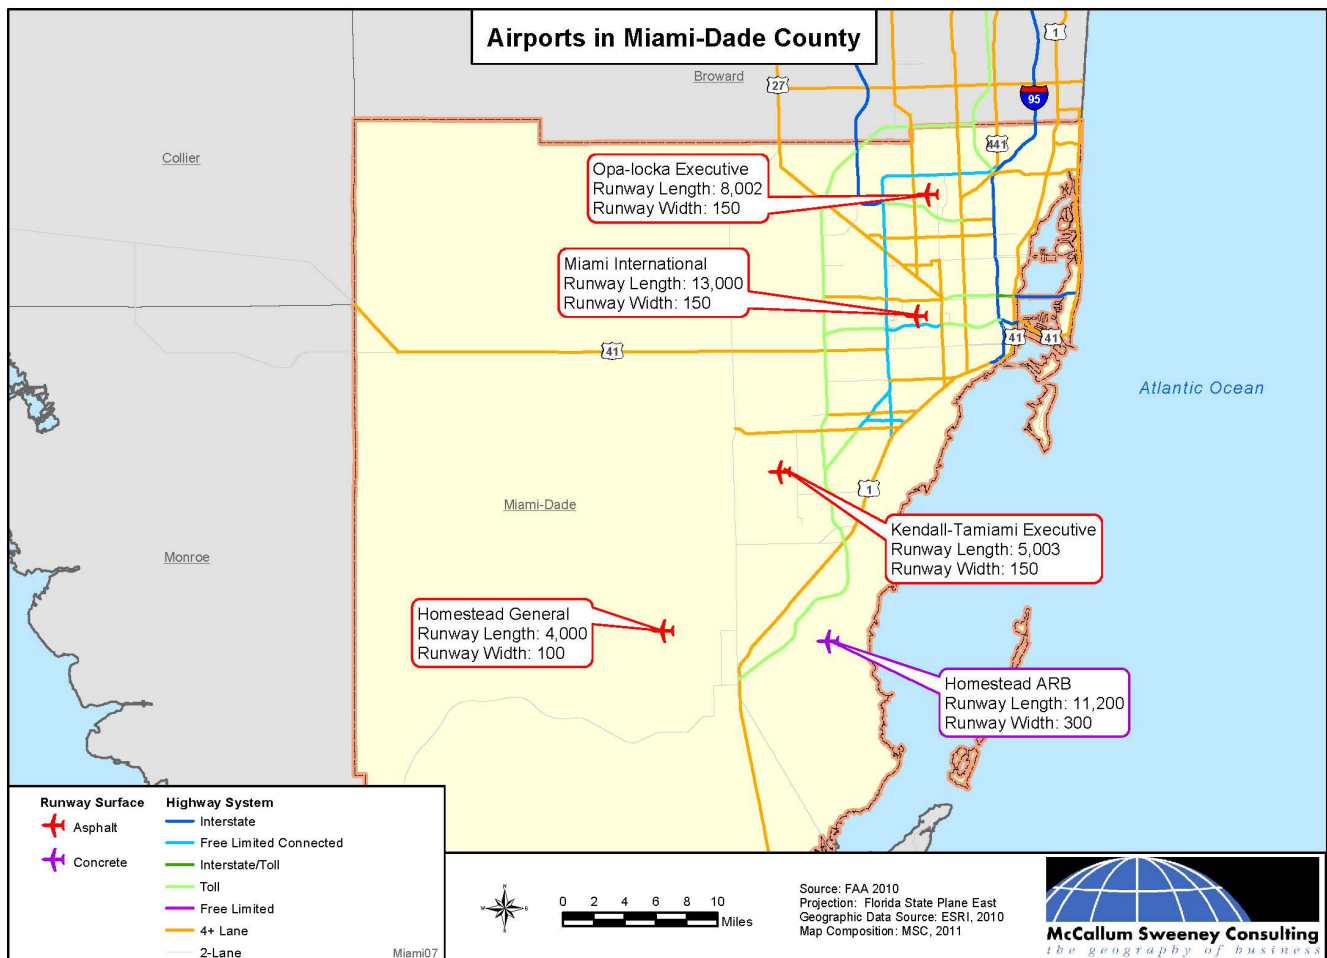 Airports in Miami-Dade County
Broward
27
1
95
441
Collier
Opa-locka Executive
Runway Length: 8,002
Runway Width: 150
Miami International
Runway Length: 13,000
Runway Width: 150
41
41
41
Atlantic Ocean
Miami-Dade
1
Monroe
Kendall-Tamiami Executive
Runway Length: 5,003
Runway Width: 150
Homestead General
Runway Length: 4,000
Runway Width: 100
Homestead ARB
Runway Length: 11,200
Runway Width: 300
Runway Surface
Asphalt
Concrete
Highway System
Interstate
Free Limited Connected
Interstate/Toll
Toll
Free Limited
4+ Lane
2-Lane
Miami07
N
W E
S
0 2 4 6 8 10
Miles
Source: FAA 2010
Projection: Florida State Plane East
Geographic Data Source: ESRI, 2010
Map Composition: MSC, 2011
McCallum Sweeney Consulting
the geography of business